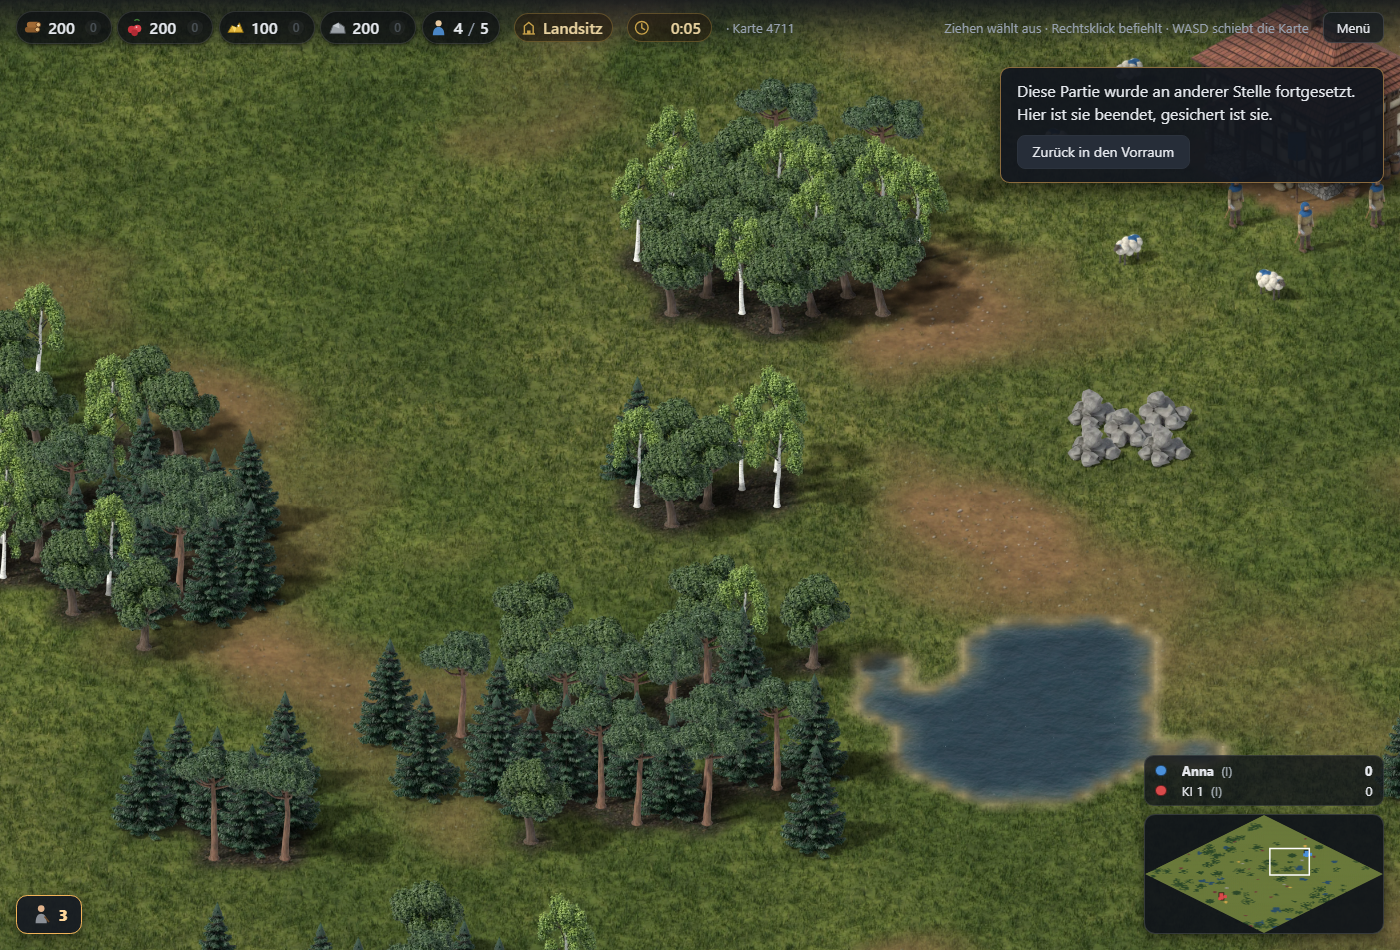 200 0 200 0 100 0 200 0 4 / 5 Landsitz 0:05 · Karte 4711 Ziehen wählt aus · Rechtsklick befiehlt · WASD schiebt die Karte Menü
Diese Partie wurde an anderer Stelle fortgesetzt.
Hier ist sie beendet, gesichert ist sie.
Zurück in den Vorraum
Anna (I) 0
KI 1 (I) 0
3